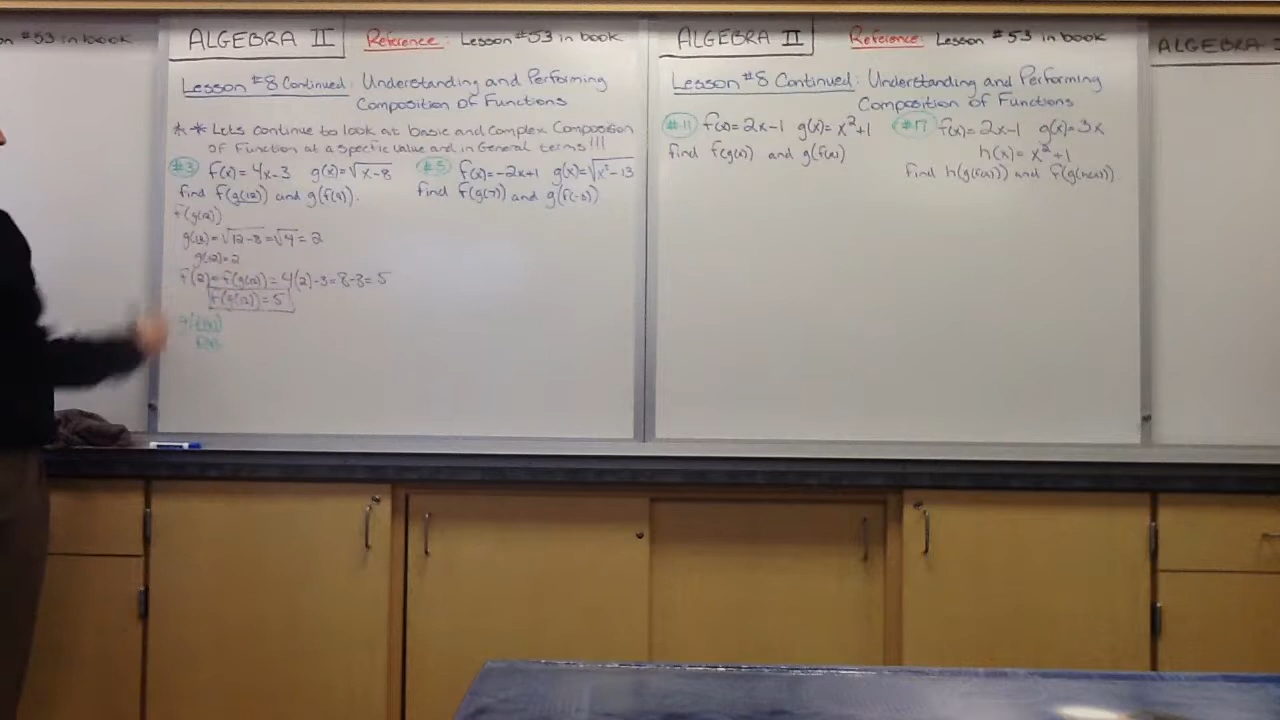 n #53 in book
ALGEBRA II Reference: Lesson #53 in book
Lesson #8 Continued: Understanding and Performing
Composition of Functions
** Lets continue to look at basic and Complex Composition
of Function at a specific value and in General terms!!!
#3 f(x)=4x-3 g(x)=√x-8
find f(g(12)) and g(f(9)).
f(g(12))
g(12)=√12-8=√4=2
g(12)=2
f(2)=f(g(12))=4(2)-3=8-3=5
f(g(12))=5
#5 f(x)=-2x+1 g(x)=√x²-13
find f(g(7)) and g(f(-3))
ALGEBRA II Reference: Lesson #53 in book
Lesson #8 Continued: Understanding and Performing
Composition of Functions
#11 f(x)=2x-1 g(x)=x²+1
find f(g(x)) and g(f(x))
#17 f(x)=2x-1 g(x)=3x
h(x)=x²+1
find h(g(f(x))) and f(g(h(x))).
ALGEBRA